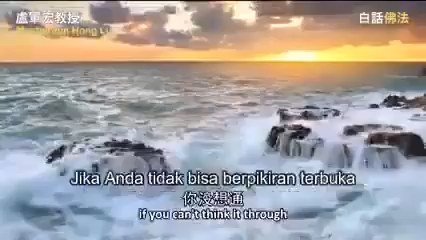 盧軍宏教授
白話佛法
Master Jun Hong Lu
Jika Anda tidak bisa berpikiran terbuka
你没想通
if you can't think it through